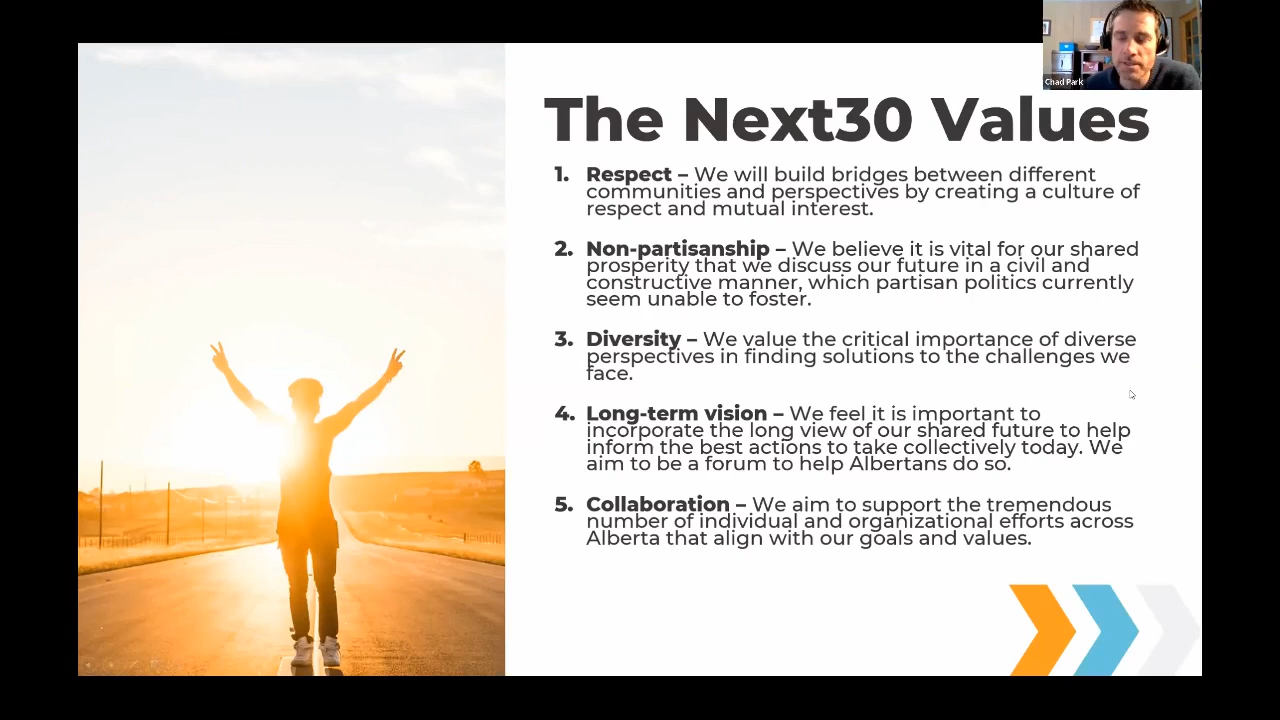 Chad Park
The Next30 Values
1. Respect – We will build bridges between different
communities and perspectives by creating a culture of
respect and mutual interest.
2. Non-partisanship – We believe it is vital for our shared
prosperity that we discuss our future in a civil and
constructive manner, which partisan politics currently
seem unable to foster.
3. Diversity – We value the critical importance of diverse
perspectives in finding solutions to the challenges we
face.
4. Long-term vision – We feel it is important to
incorporate the long view of our shared future to help
inform the best actions to take collectively today. We
aim to be a forum to help Albertans do so.
5. Collaboration – We aim to support the tremendous
number of individual and organizational efforts across
Alberta that align with our goals and values.